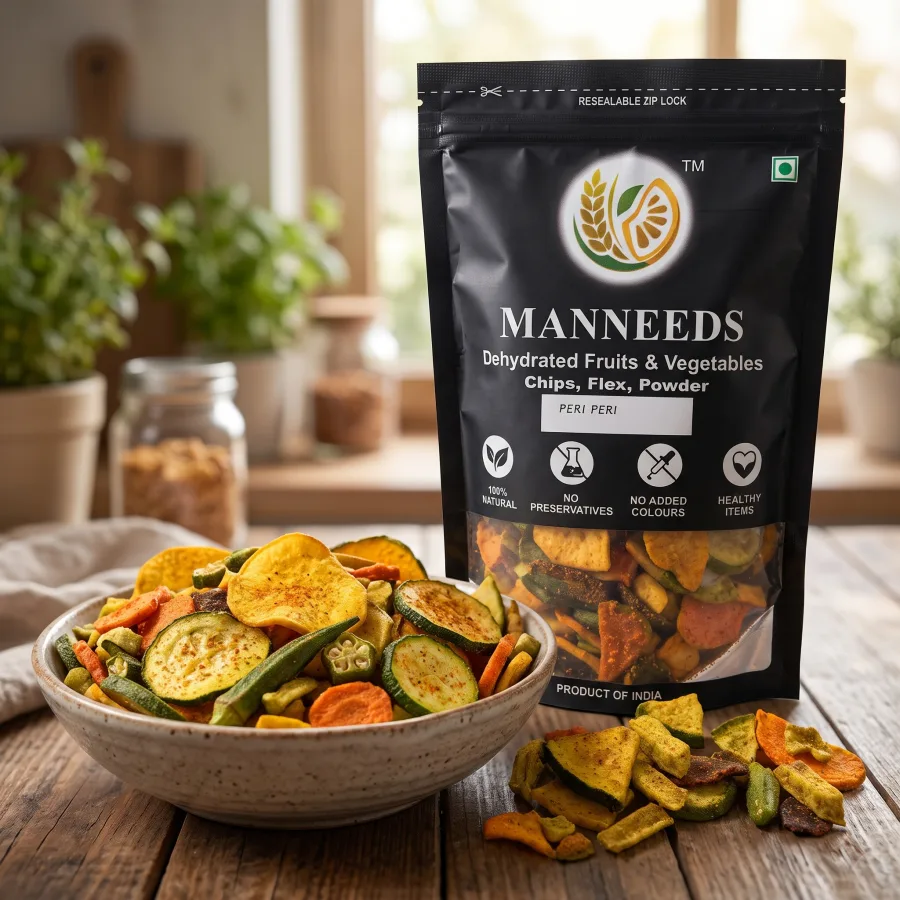 RESEALABLE ZIP LOCK
TM
MANNEEDS
Dehydrated Fruits & Vegetables
Chips, Flex, Powder
PERI PERI
100%
NATURAL
NO
PRESERVATIVES
NO ADDED
COLOURS
HEALTHY
ITEMS
PRODUCT OF INDIA